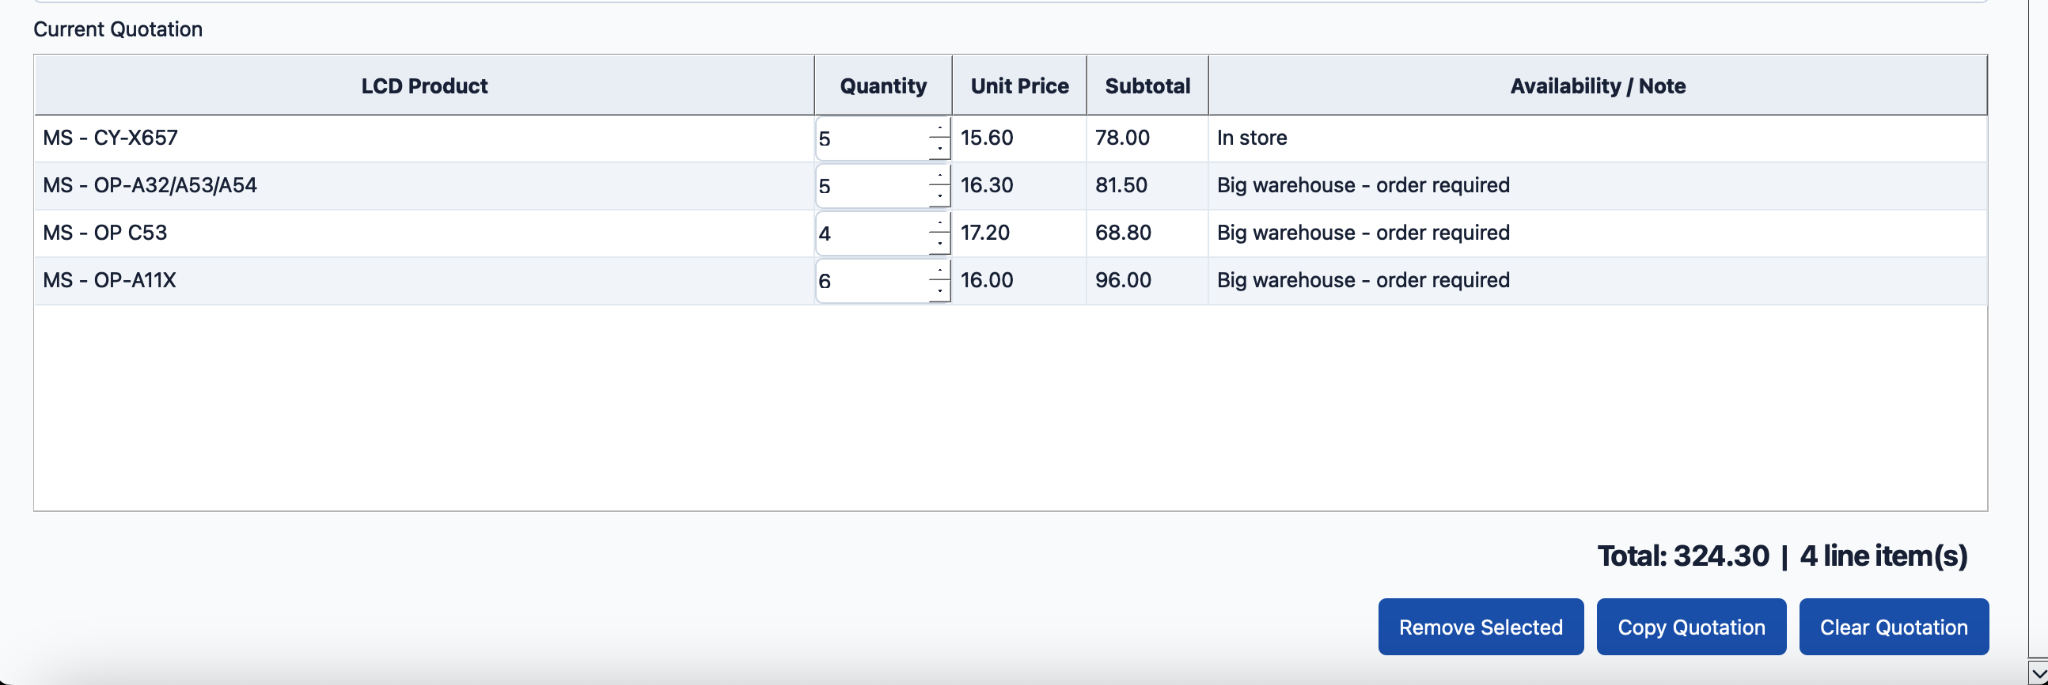 Current Quotation
LCD Product Quantity Unit Price Subtotal Availability / Note
MS - CY-X657 5 15.60 78.00 In store
MS - OP-A32/A53/A54 5 16.30 81.50 Big warehouse - order required
MS - OP C53 4 17.20 68.80 Big warehouse - order required
MS - OP-A11X 6 16.00 96.00 Big warehouse - order required
Total: 324.30 | 4 line item(s)
Remove Selected Copy Quotation Clear Quotation